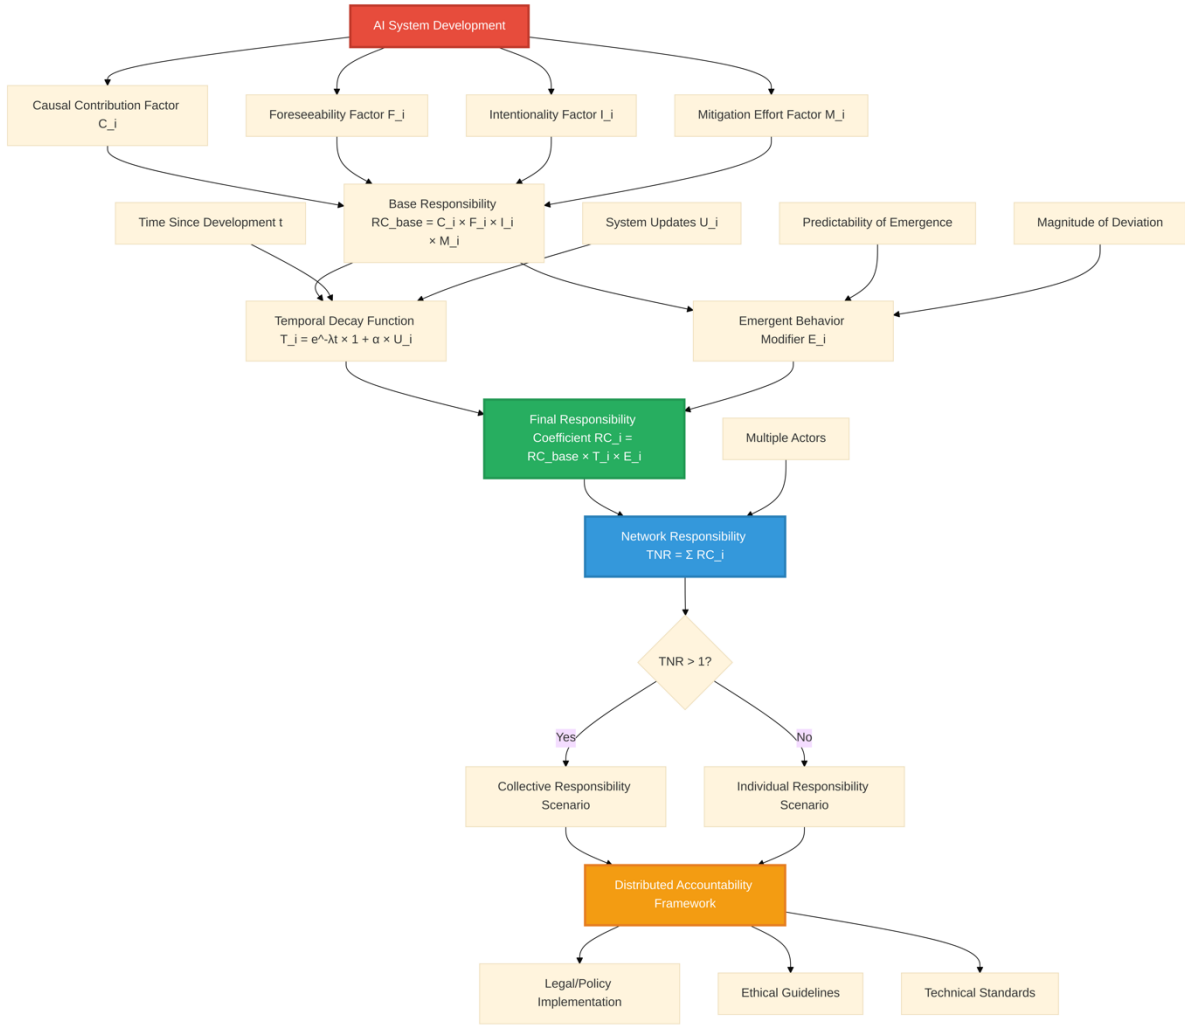 AI System Development
Causal Contribution Factor
C_i
Foreseeability Factor F_i
Intentionality Factor I_i
Mitigation Effort Factor M_i
Base Responsibility
RC_base = C_i × F_i × I_i
× M_i
Time Since Development t
System Updates U_i
Predictability of Emergence
Magnitude of Deviation
Temporal Decay Function
T_i = e^-λt × 1 + α × U_i
Emergent Behavior
Modifier E_i
Final Responsibility
Coefficient RC_i =
RC_base × T_i × E_i
Multiple Actors
Network Responsibility
TNR = Σ RC_i
TNR > 1?
Yes
No
Collective Responsibility
Scenario
Individual Responsibility
Scenario
Distributed Accountability
Framework
Legal/Policy
Implementation
Ethical Guidelines
Technical Standards